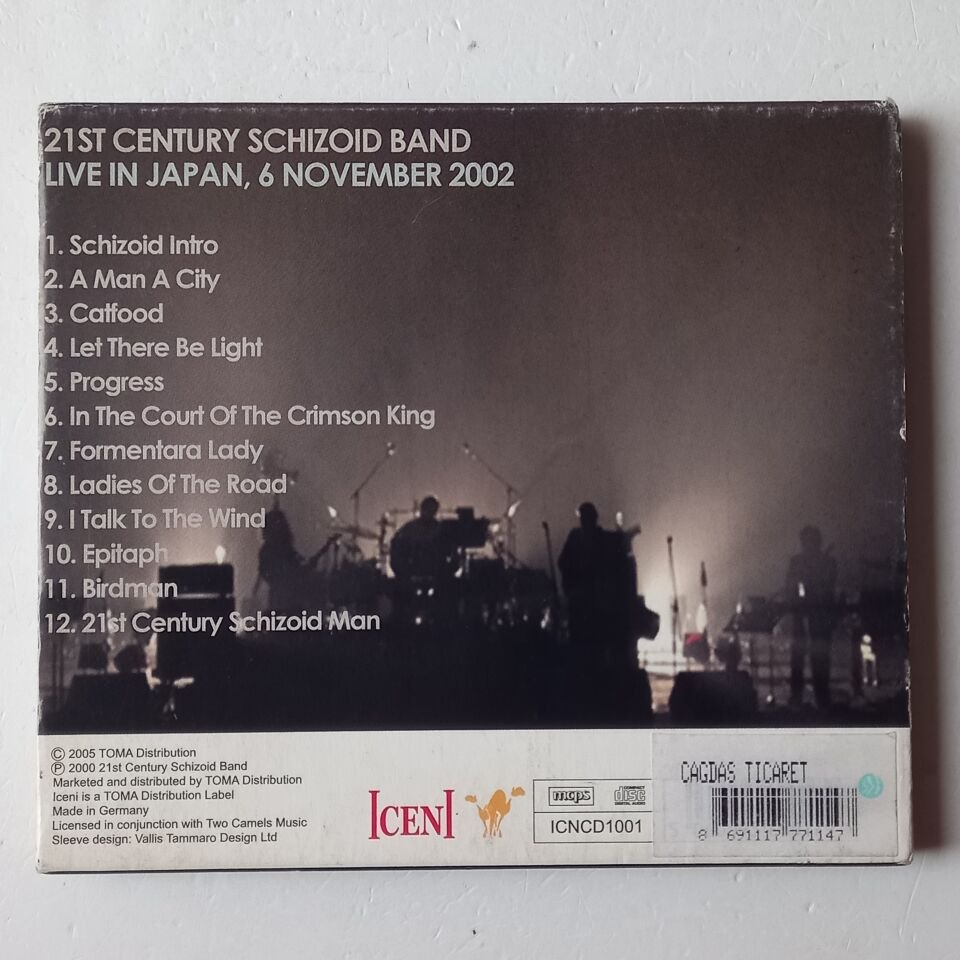 21ST CENTURY SCHIZOID BAND
LIVE IN JAPAN, 6 NOVEMBER 2002
1. Schizoid Intro
2. A Man A City
3. Catfood
4. Let There Be Light
5. Progress
6. In The Court Of The Crimson King
7. Formentara Lady
8. Ladies Of The Road
9. I Talk To The Wind
10. Epitaph
11. Birdman
12. 21st Century Schizoid Man
© 2005 TOMA Distribution
℗ 2000 21st Century Schizoid Band
Marketed and distributed by TOMA Distribution
Iceni is a TOMA Distribution Label
Made in Germany
Licensed in conjunction with Two Camels Music
Sleeve design: Vallis Tammaro Design Ltd
ICENI
mcps
COMPACT
disc
DIGITAL AUDIO
ICNCD1001
CAGDAS TICARET
8 691117 771147